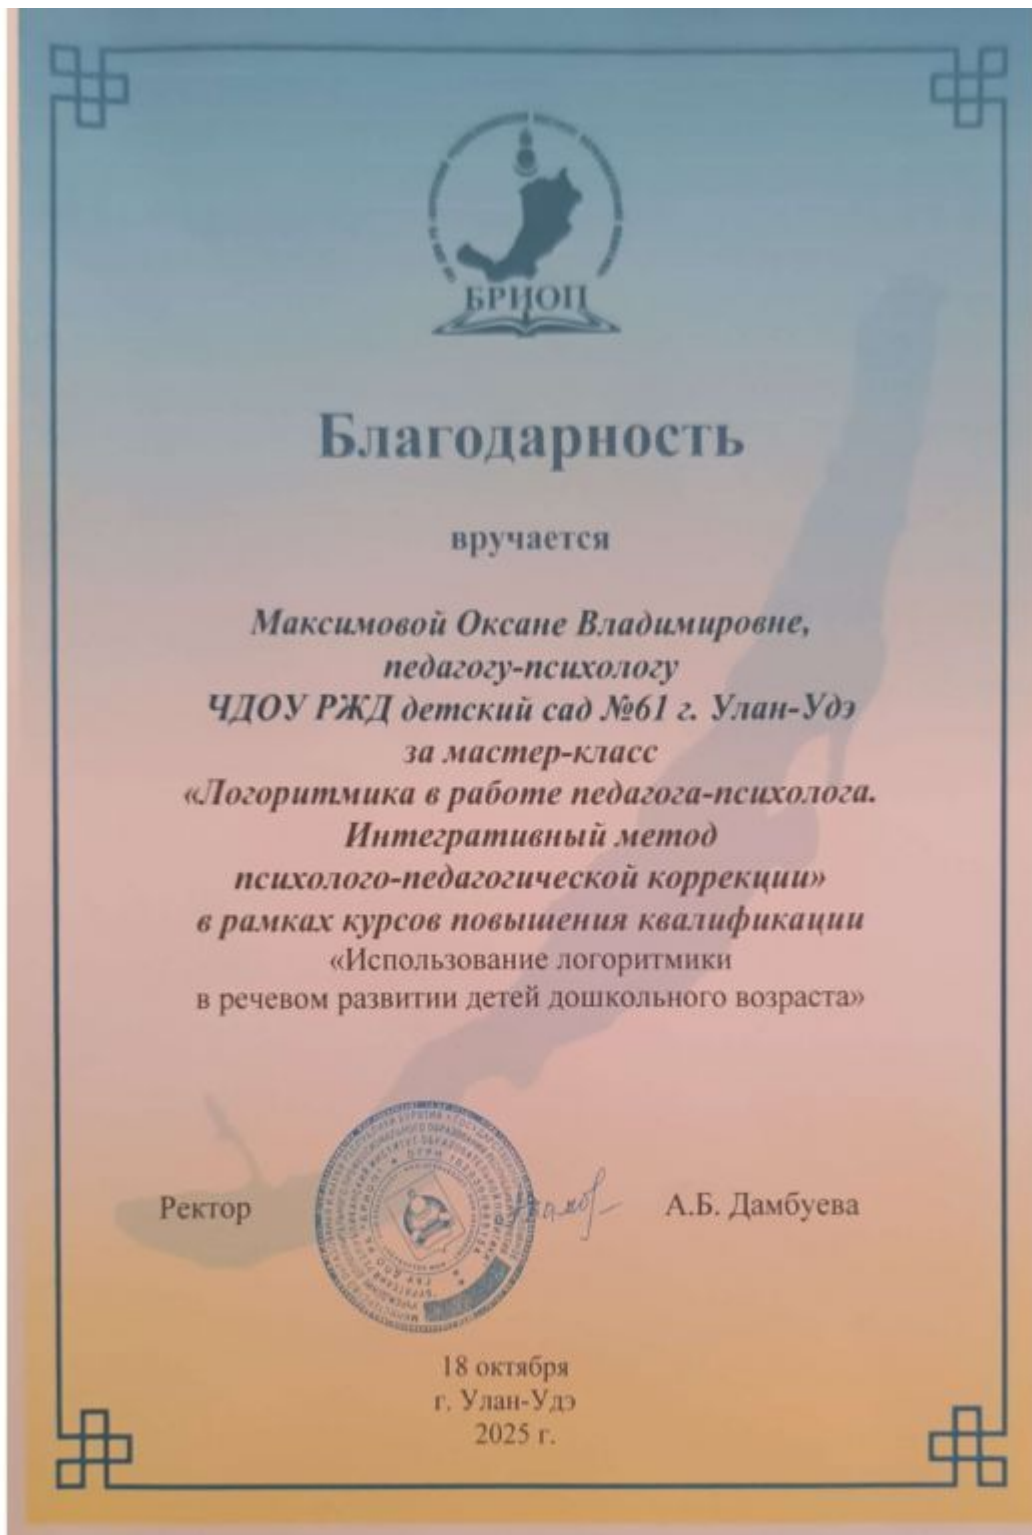 БРИОП
Благодарность
вручается
Максимовой Оксане Владимировне,
педагогу-психологу
ЧДОУ РЖД детский сад №61 г. Улан-Удэ
за мастер-класс
«Логоритмика в работе педагога-психолога.
Интегративный метод
психолого-педагогической коррекции»
в рамках курсов повышения квалификации
«Использование логоритмики
в речевом развитии детей дошкольного возраста»
Ректор
А.Б. Дамбуева
18 октября
г. Улан-Удэ
2025 г.